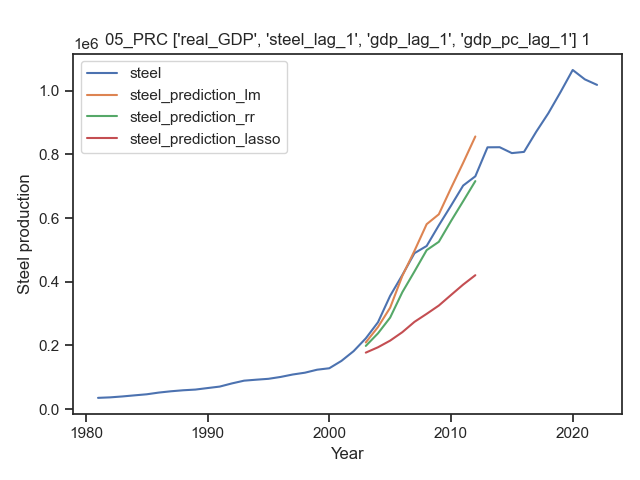 05_PRC ['real_GDP', 'steel_lag_1', 'gdp_lag_1', 'gdp_pc_lag_1'] 1
1e6
steel
steel_prediction_lm
steel_prediction_rr
steel_prediction_lasso
Steel production
1.0
0.8
0.6
0.4
0.2
0.0
1980 1990 2000 2010 2020
Year